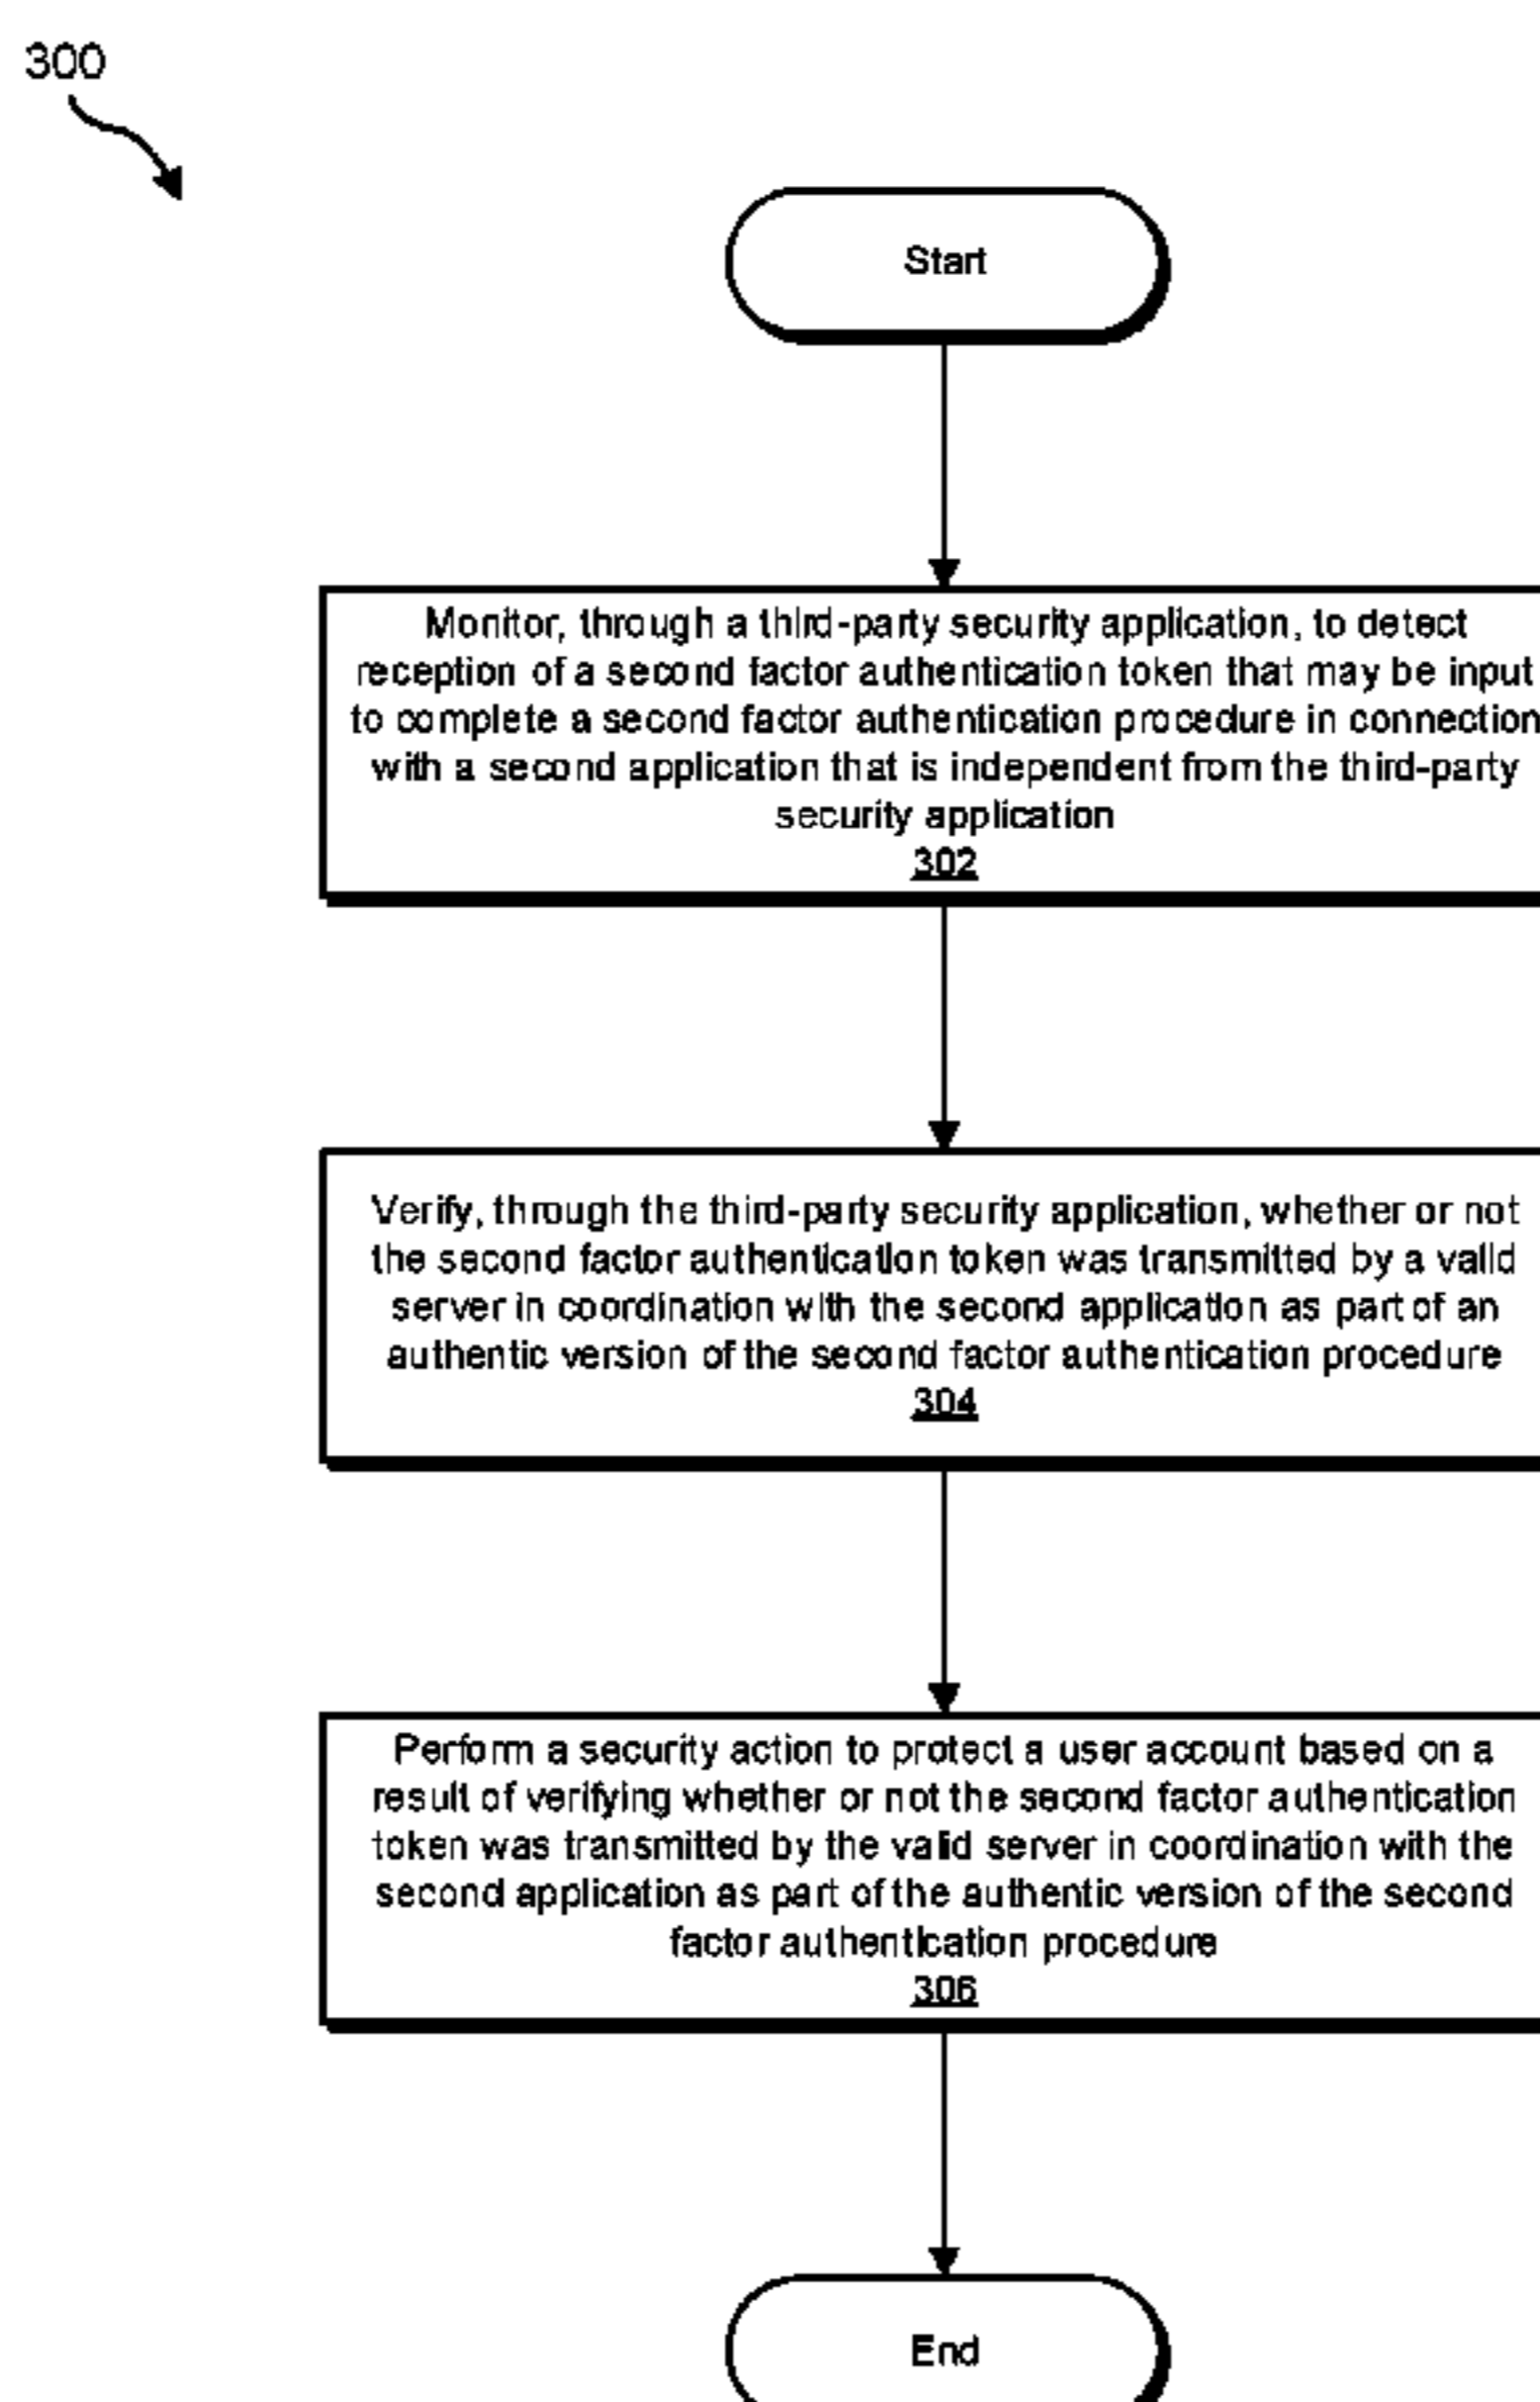 300
Start
Monitor, through a third-party security application, to detect
reception of a second factor authentication token that may be input
to complete a second factor authentication procedure in connection
with a second application that is independent from the third-party
security application
302
Verify, through the third-party security application, whether or not
the second factor authentication token was transmitted by a valid
server in coordination with the second application as part of an
authentic version of the second factor authentication procedure
304
Perform a security action to protect a user account based on a
result of verifying whether or not the second factor authentication
token was transmitted by the valid server in coordination with the
second application as part of the authentic version of the second
factor authentication procedure
306
End